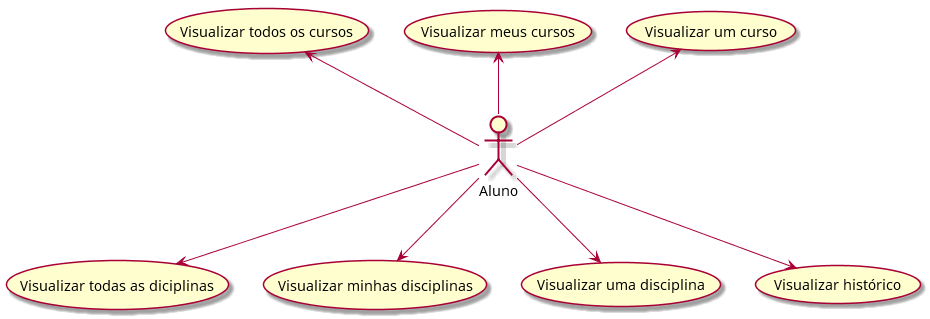 Visualizar todos os cursos
Visualizar meus cursos
Visualizar um curso
Aluno
Visualizar todas as diciplinas
Visualizar minhas disciplinas
Visualizar uma disciplina
Visualizar histórico